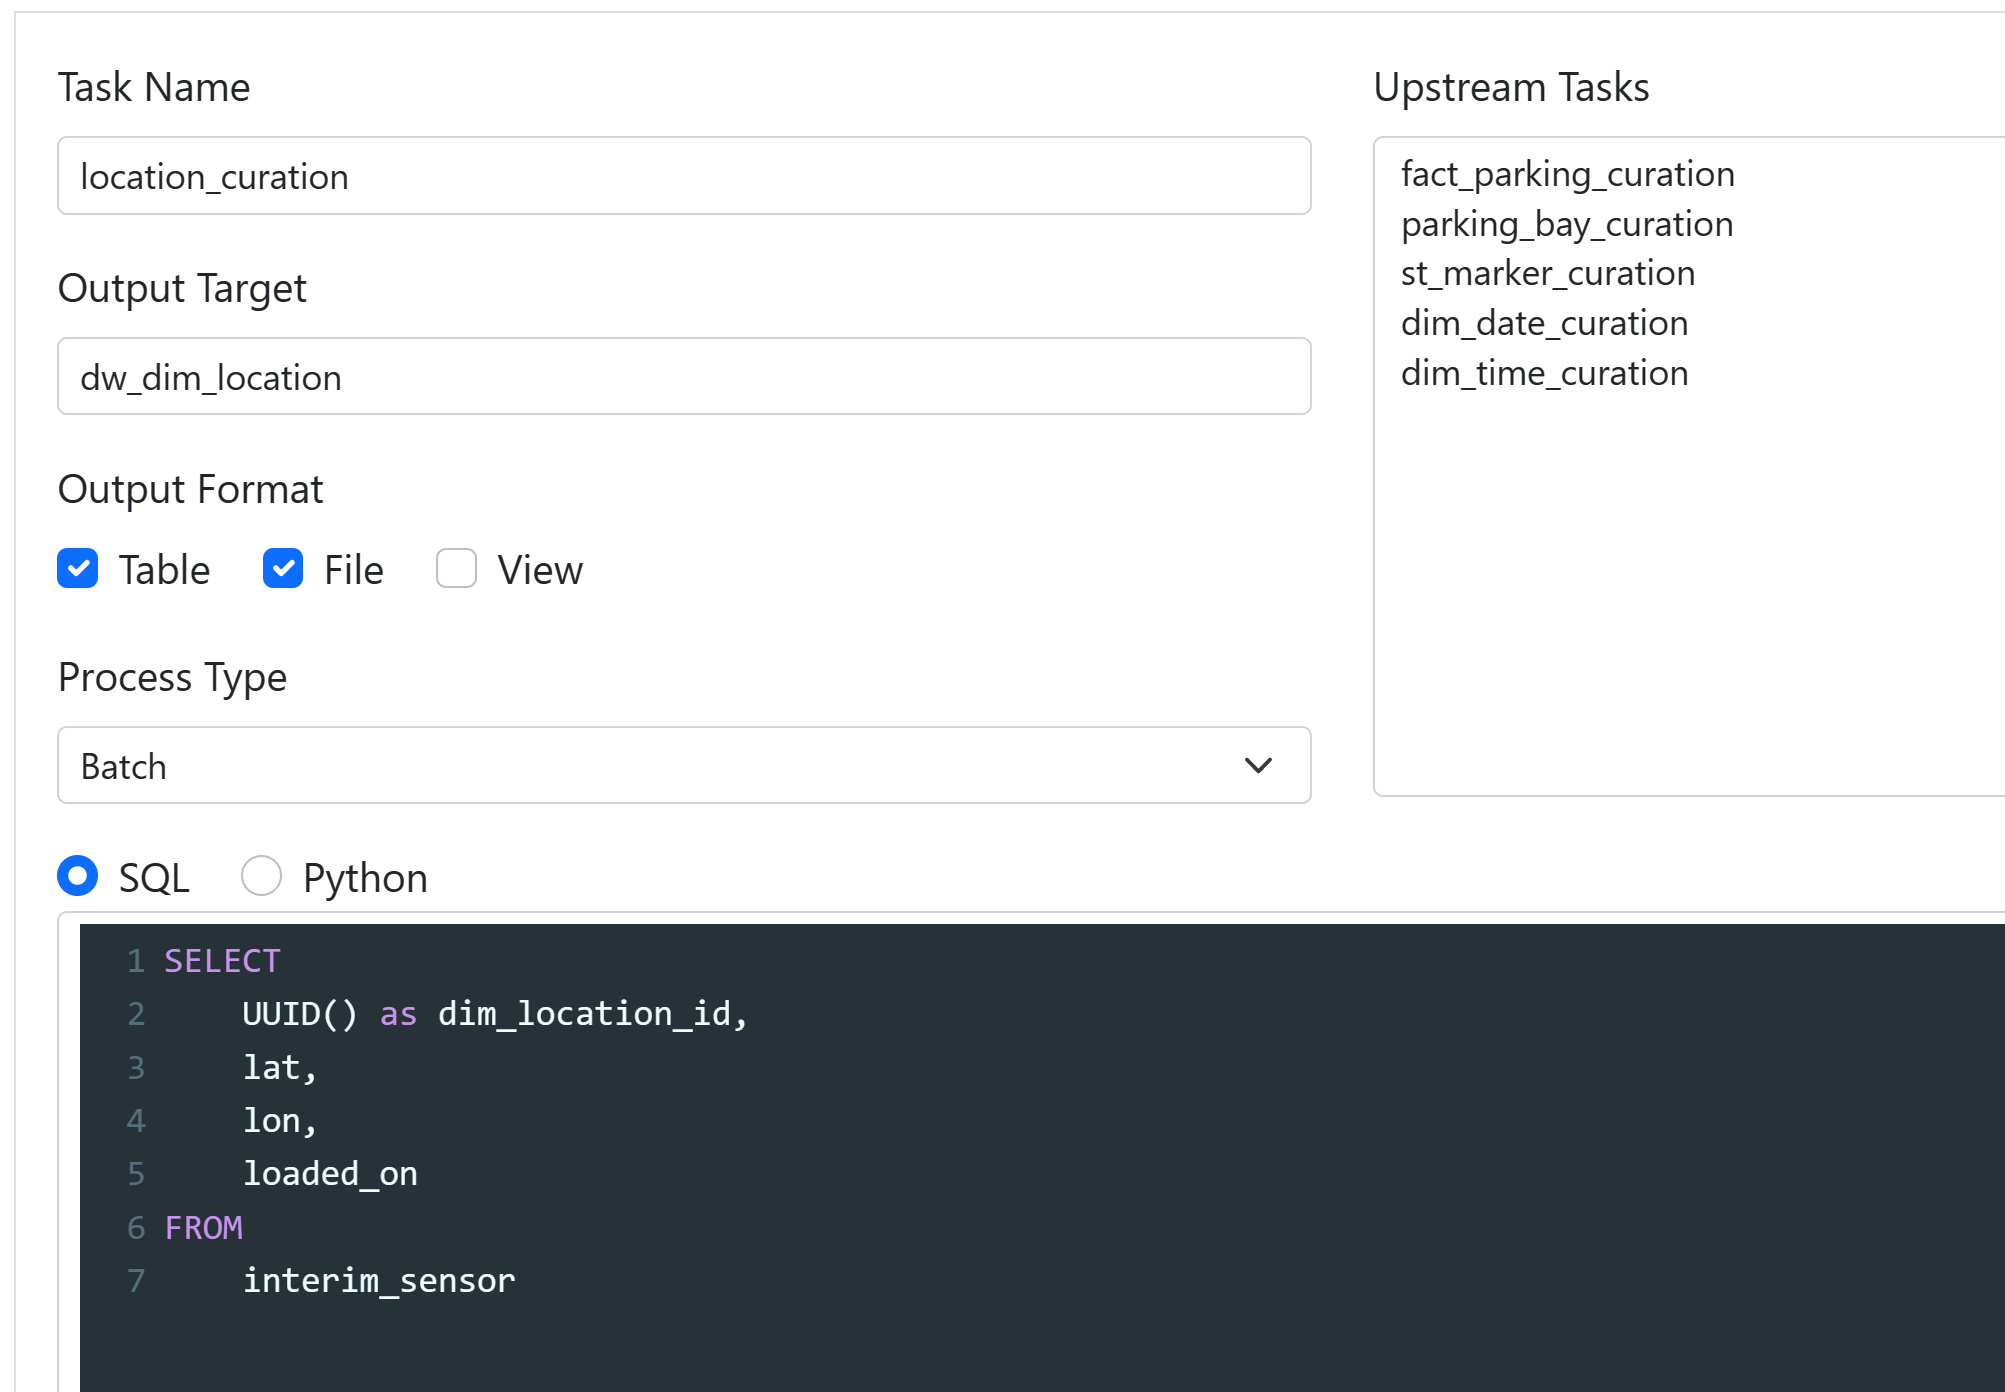 Task Name
location_curation
Output Target
dw_dim_location
Output Format
Table File View
Process Type
Batch
Upstream Tasks
fact_parking_curation
parking_bay_curation
st_marker_curation
dim_date_curation
dim_time_curation
SQL Python
1 SELECT
2 UUID() as dim_location_id,
3 lat,
4 lon,
5 loaded_on
6 FROM
7 interim_sensor